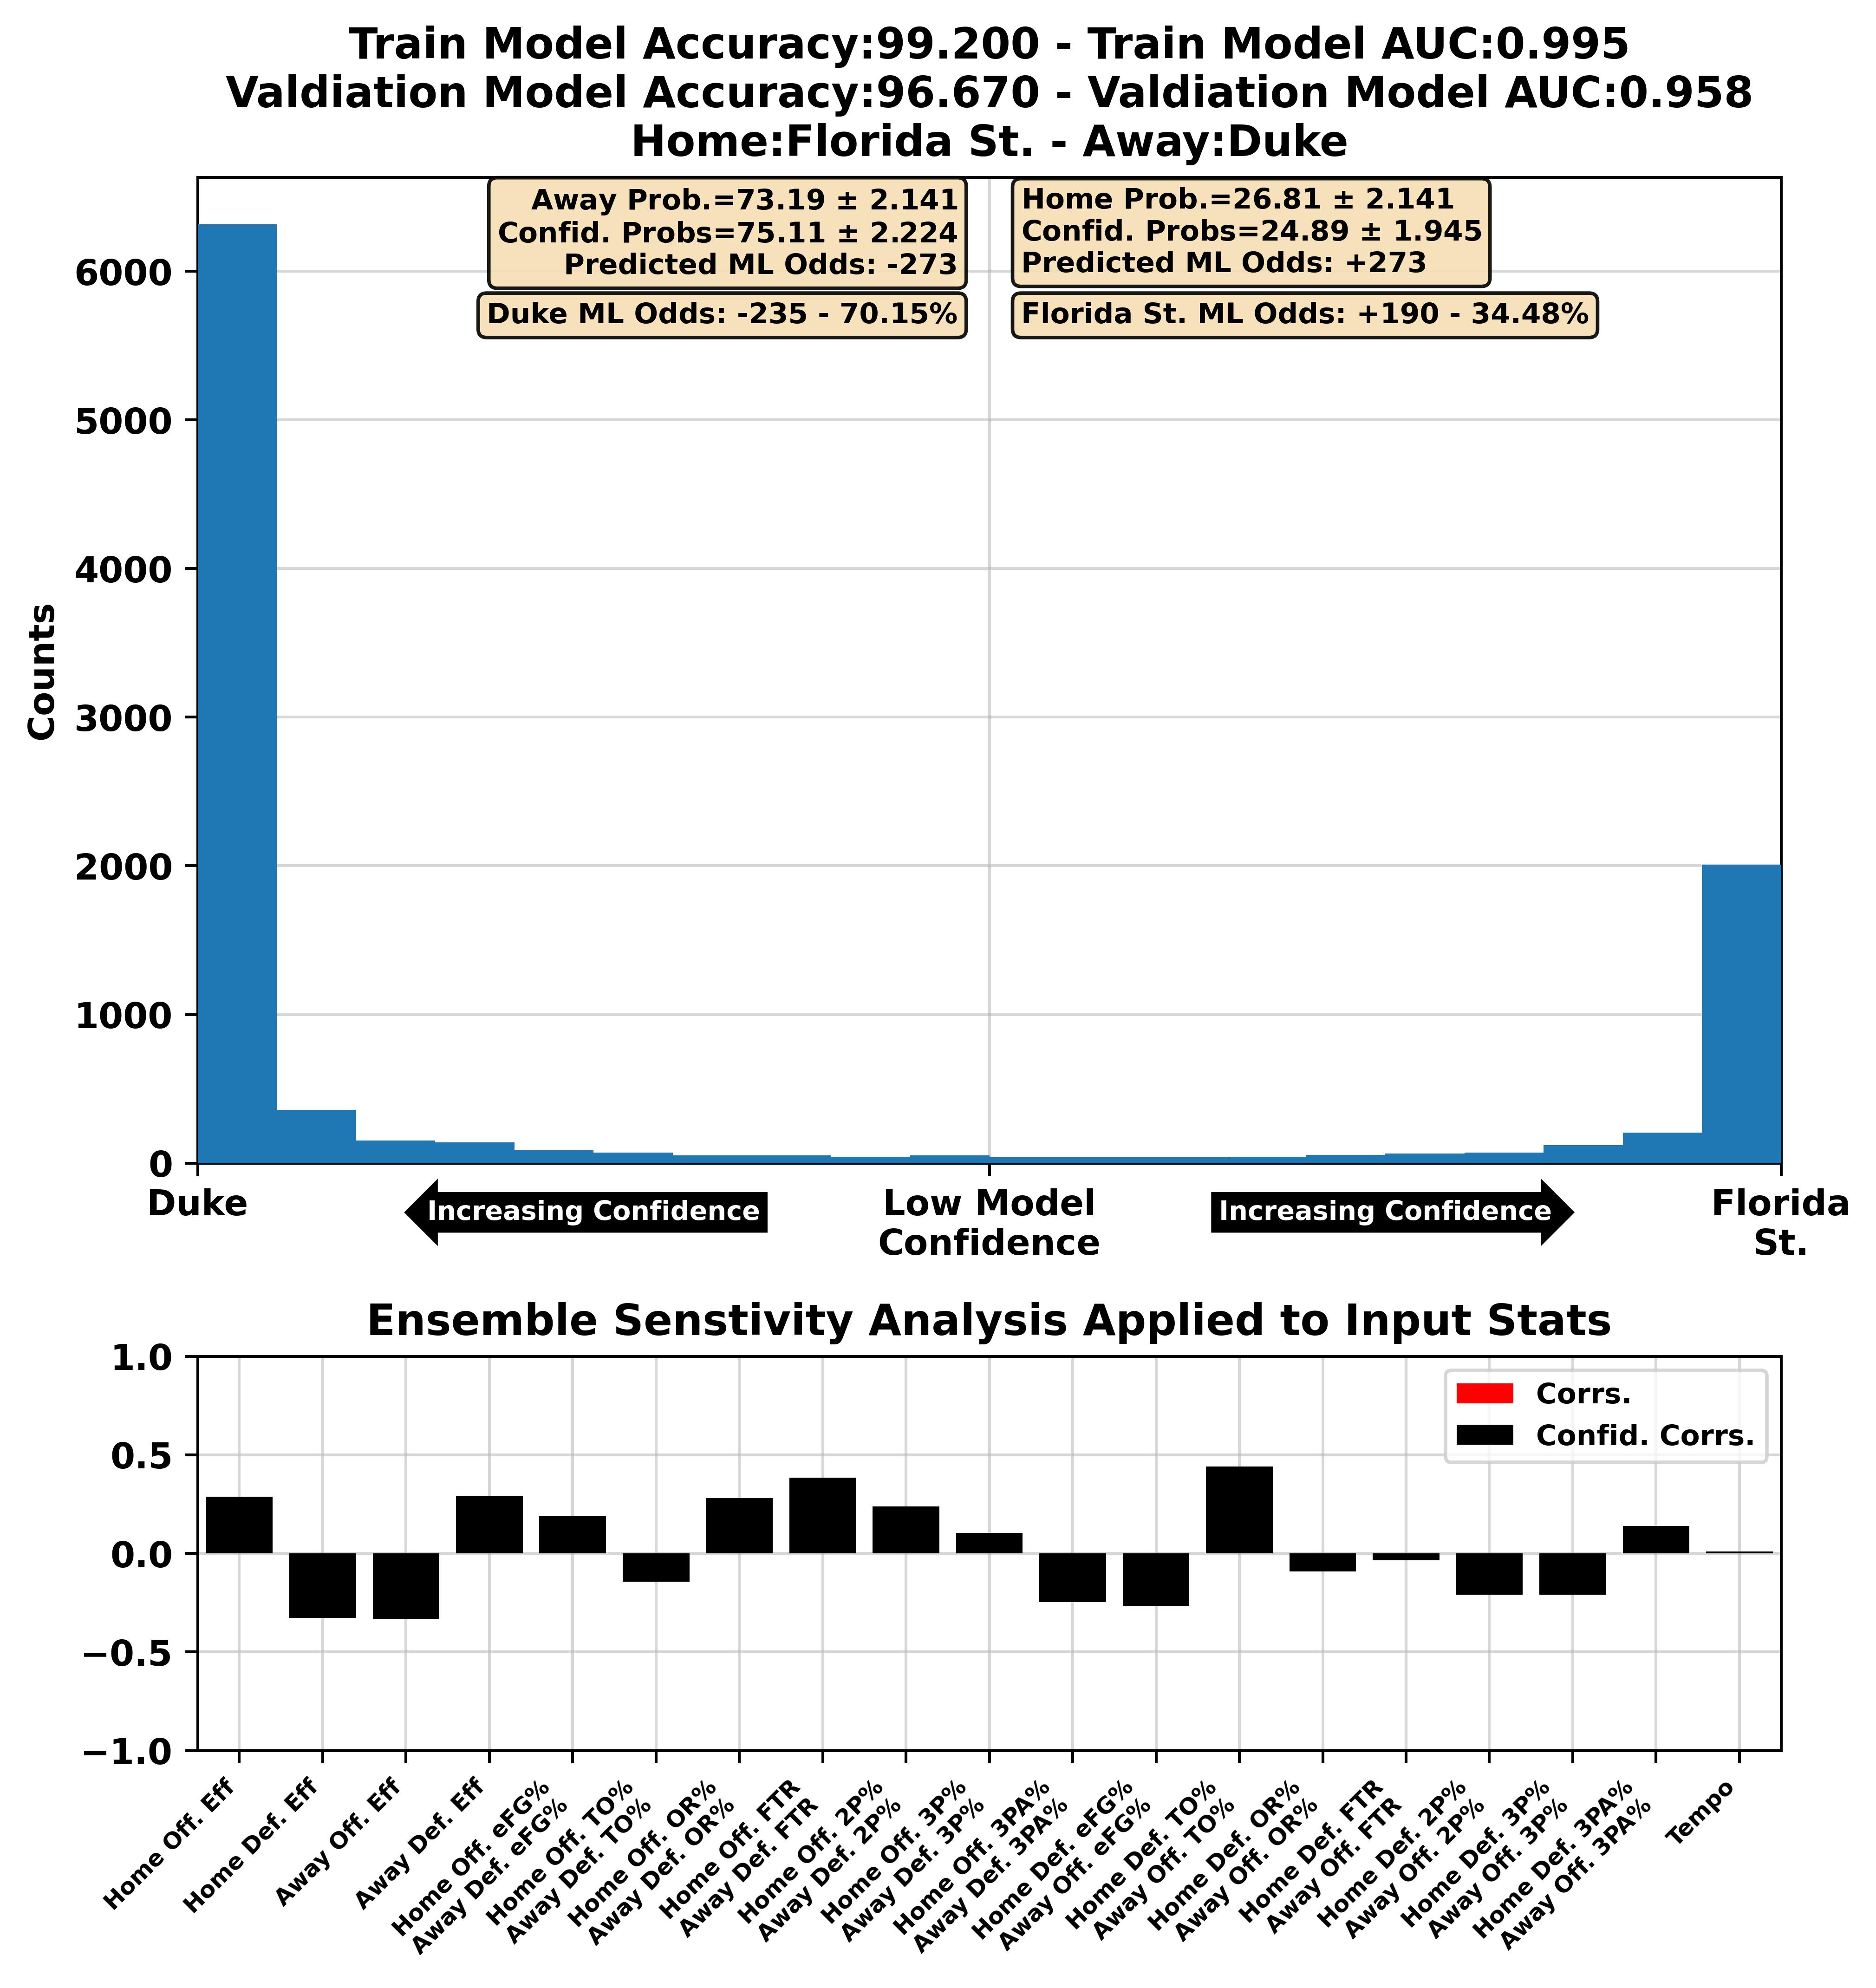 Train Model Accuracy:99.200 - Train Model AUC:0.995
Valdiation Model Accuracy:96.670 - Valdiation Model AUC:0.958
Home:Florida St. - Away:Duke
Away Prob.=73.19 ± 2.141
Confid. Probs=75.11 ± 2.224
Predicted ML Odds: -273
Duke ML Odds: -235 - 70.15%
Home Prob.=26.81 ± 2.141
Confid. Probs=24.89 ± 1.945
Predicted ML Odds: +273
Florida St. ML Odds: +190 - 34.48%
Counts
6000
5000
4000
3000
2000
1000
0
Duke
Increasing Confidence
Low Model
Confidence
Increasing Confidence
Florida
St.
Ensemble Senstivity Analysis Applied to Input Stats
Corrs.
Confid. Corrs.
1.0
0.5
0.0
−0.5
−1.0
Home Off. Eff
Home Def. Eff
Away Off. Eff
Away Def. Eff
Home Off. eFG%
Away Def. eFG%
Home Off. TO%
Away Def. TO%
Home Off. OR%
Away Def. OR%
Home Off. FTR
Away Def. FTR
Home Off. 2P%
Away Def. 2P%
Home Off. 3P%
Away Def. 3P%
Home Off. 3PA%
Away Def. 3PA%
Home Def. eFG%
Away Off. eFG%
Home Def. TO%
Away Off. TO%
Home Def. OR%
Away Off. OR%
Home Def. FTR
Away Off. FTR
Home Def. 2P%
Away Off. 2P%
Home Def. 3P%
Away Off. 3P%
Home Def. 3PA%
Away Off. 3PA%
Tempo